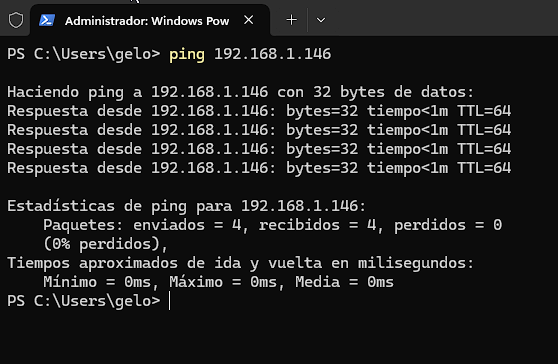 Administrador: Windows Pow
PS C:\Users\gelo> ping 192.168.1.146
Haciendo ping a 192.168.1.146 con 32 bytes de datos:
Respuesta desde 192.168.1.146: bytes=32 tiempo<1m TTL=64
Respuesta desde 192.168.1.146: bytes=32 tiempo<1m TTL=64
Respuesta desde 192.168.1.146: bytes=32 tiempo<1m TTL=64
Respuesta desde 192.168.1.146: bytes=32 tiempo<1m TTL=64
Estadísticas de ping para 192.168.1.146:
Paquetes: enviados = 4, recibidos = 4, perdidos = 0
(0% perdidos),
Tiempos aproximados de ida y vuelta en milisegundos:
Mínimo = 0ms, Máximo = 0ms, Media = 0ms
PS C:\Users\gelo>